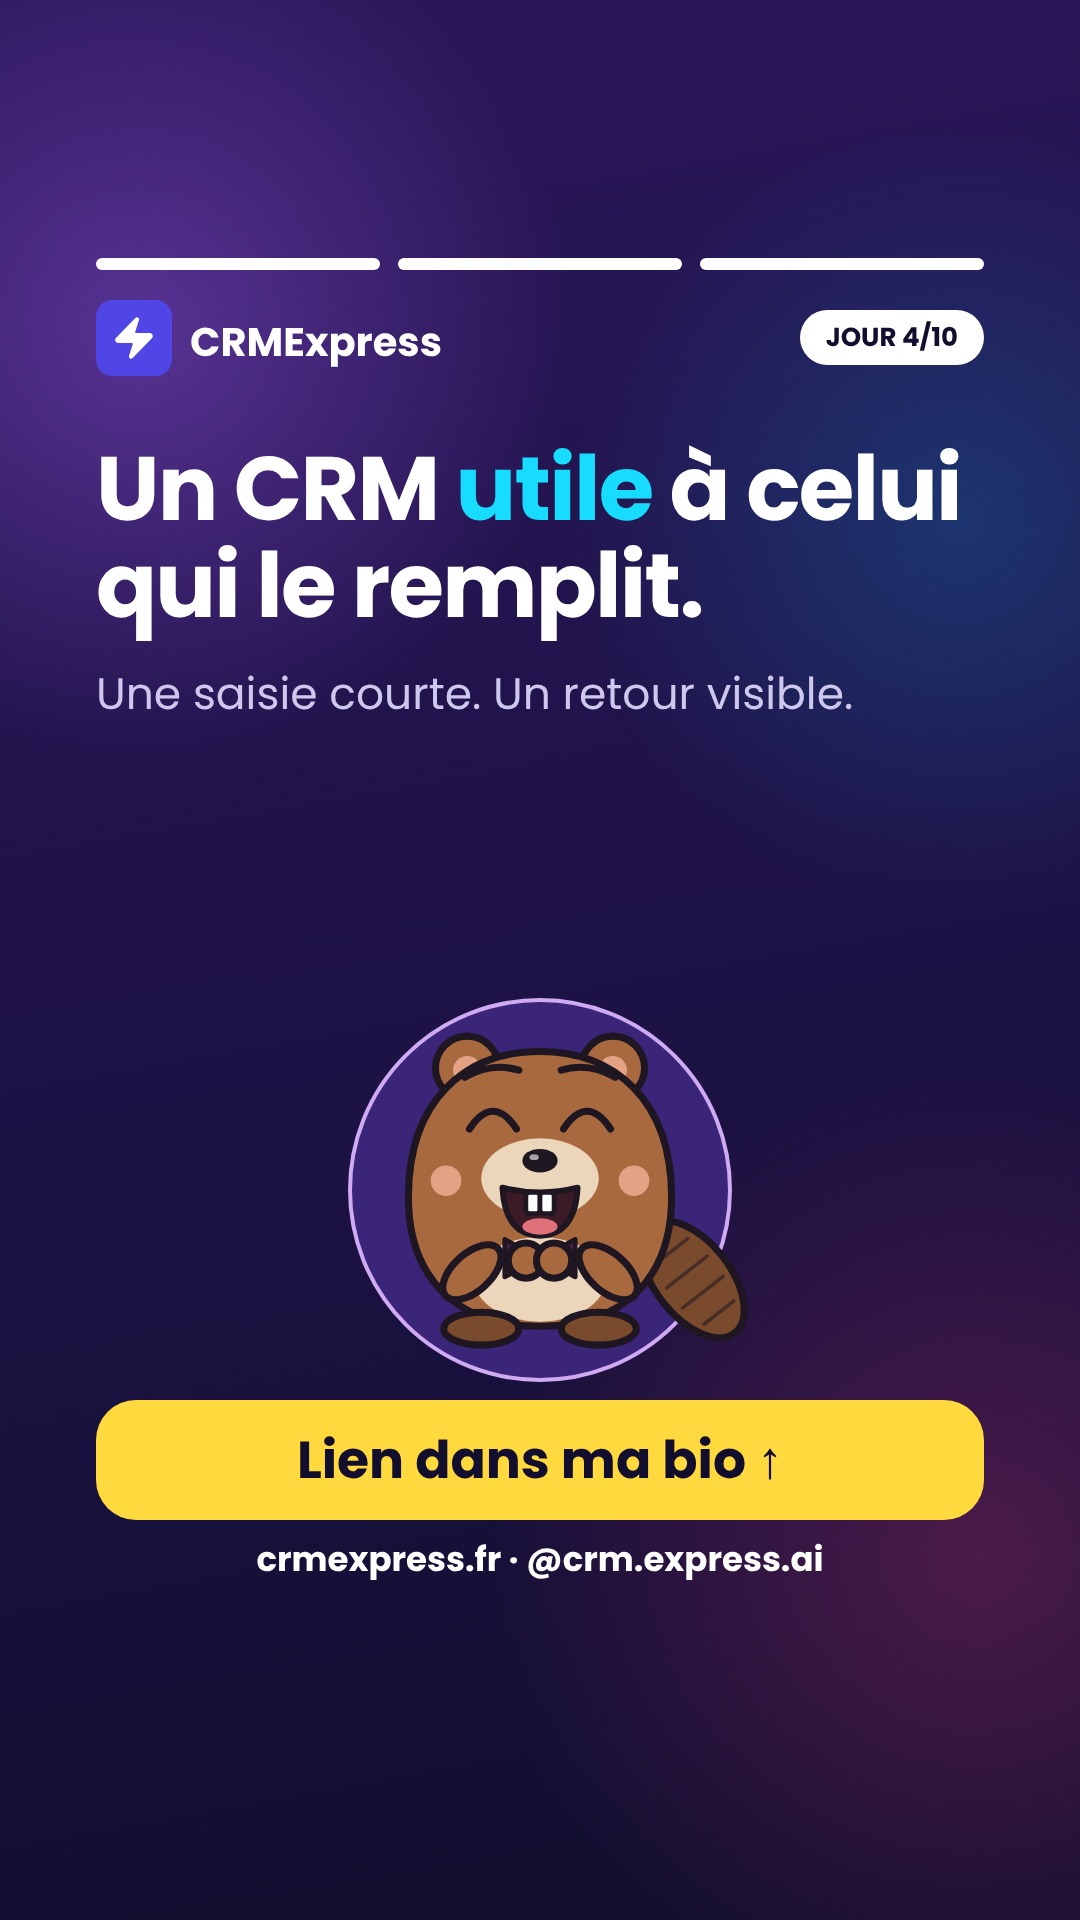 CRMExpress
JOUR 4/10
Un CRM utile à celui
qui le remplit.
Une saisie courte. Un retour visible.
Lien dans ma bio ↑
crmexpress.fr · @crm.express.ai